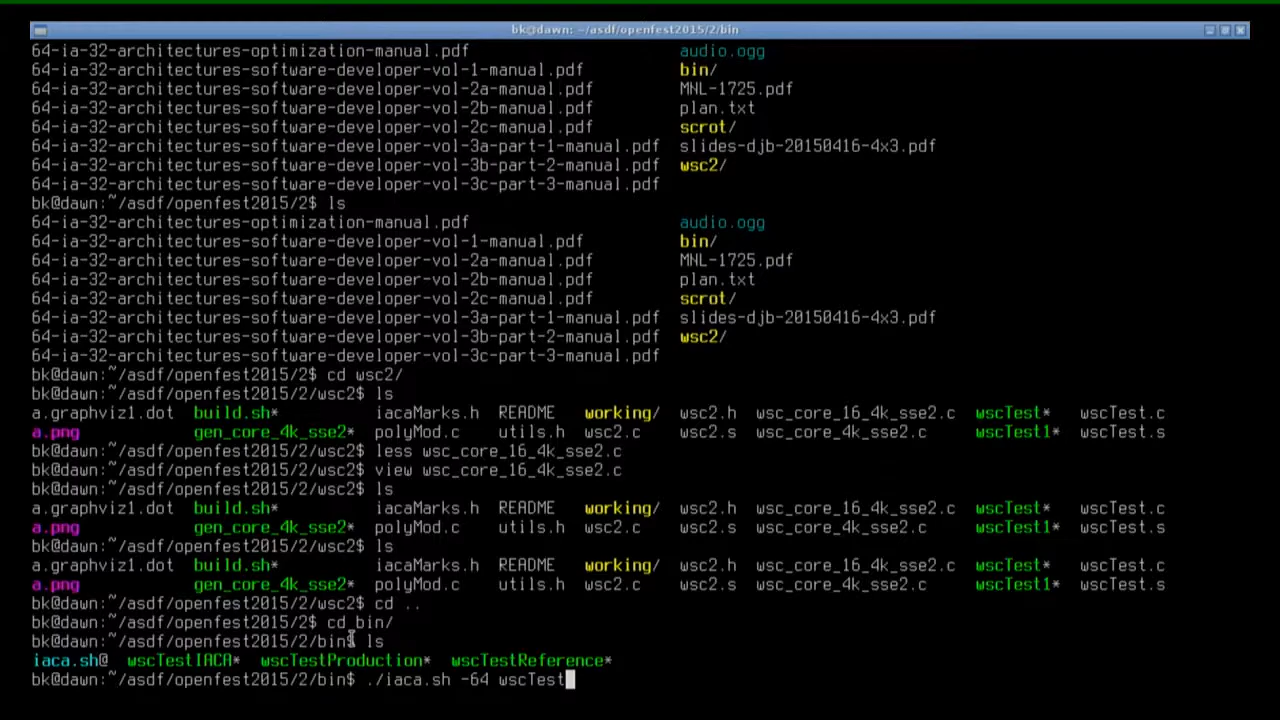 bk@dawn: ~/asdf/openfest2015/2/bin
64-ia-32-architectures-optimization-manual.pdf audio.ogg
64-ia-32-architectures-software-developer-vol-1-manual.pdf bin/
64-ia-32-architectures-software-developer-vol-2a-manual.pdf MNL-1725.pdf
64-ia-32-architectures-software-developer-vol-2b-manual.pdf plan.txt
64-ia-32-architectures-software-developer-vol-2c-manual.pdf scrot/
64-ia-32-architectures-software-developer-vol-3a-part-1-manual.pdf slides-djb-20150416-4x3.pdf
64-ia-32-architectures-software-developer-vol-3b-part-2-manual.pdf wsc2/
64-ia-32-architectures-software-developer-vol-3c-part-3-manual.pdf
bk@dawn:~/asdf/openfest2015/2$ ls
64-ia-32-architectures-optimization-manual.pdf audio.ogg
64-ia-32-architectures-software-developer-vol-1-manual.pdf bin/
64-ia-32-architectures-software-developer-vol-2a-manual.pdf MNL-1725.pdf
64-ia-32-architectures-software-developer-vol-2b-manual.pdf plan.txt
64-ia-32-architectures-software-developer-vol-2c-manual.pdf scrot/
64-ia-32-architectures-software-developer-vol-3a-part-1-manual.pdf slides-djb-20150416-4x3.pdf
64-ia-32-architectures-software-developer-vol-3b-part-2-manual.pdf wsc2/
64-ia-32-architectures-software-developer-vol-3c-part-3-manual.pdf
bk@dawn:~/asdf/openfest2015/2$ cd wsc2/
bk@dawn:~/asdf/openfest2015/2/wsc2$ ls
a.graphviz1.dot build.sh* iacaMarks.h README working/ wsc2.h wsc_core_16_4k_sse2.c wscTest* wscTest.c
a.png gen_core_4k_sse2* polyMod.c utils.h wsc2.c wsc2.s wsc_core_4k_sse2.c wscTest1* wscTest.s
bk@dawn:~/asdf/openfest2015/2/wsc2$ less wsc_core_16_4k_sse2.c
bk@dawn:~/asdf/openfest2015/2/wsc2$ view wsc_core_16_4k_sse2.c
bk@dawn:~/asdf/openfest2015/2/wsc2$ ls
a.graphviz1.dot build.sh* iacaMarks.h README working/ wsc2.h wsc_core_16_4k_sse2.c wscTest* wscTest.c
a.png gen_core_4k_sse2* polyMod.c utils.h wsc2.c wsc2.s wsc_core_4k_sse2.c wscTest1* wscTest.s
bk@dawn:~/asdf/openfest2015/2/wsc2$ ls
a.graphviz1.dot build.sh* iacaMarks.h README working/ wsc2.h wsc_core_16_4k_sse2.c wscTest* wscTest.c
a.png gen_core_4k_sse2* polyMod.c utils.h wsc2.c wsc2.s wsc_core_4k_sse2.c wscTest1* wscTest.s
bk@dawn:~/asdf/openfest2015/2/wsc2$ cd ..
bk@dawn:~/asdf/openfest2015/2$ cd bin/
bk@dawn:~/asdf/openfest2015/2/bin$ ls
iaca.sh@ wscTestIACA* wscTestProduction* wscTestReference*
bk@dawn:~/asdf/openfest2015/2/bin$ ./iaca.sh -64 wscTest